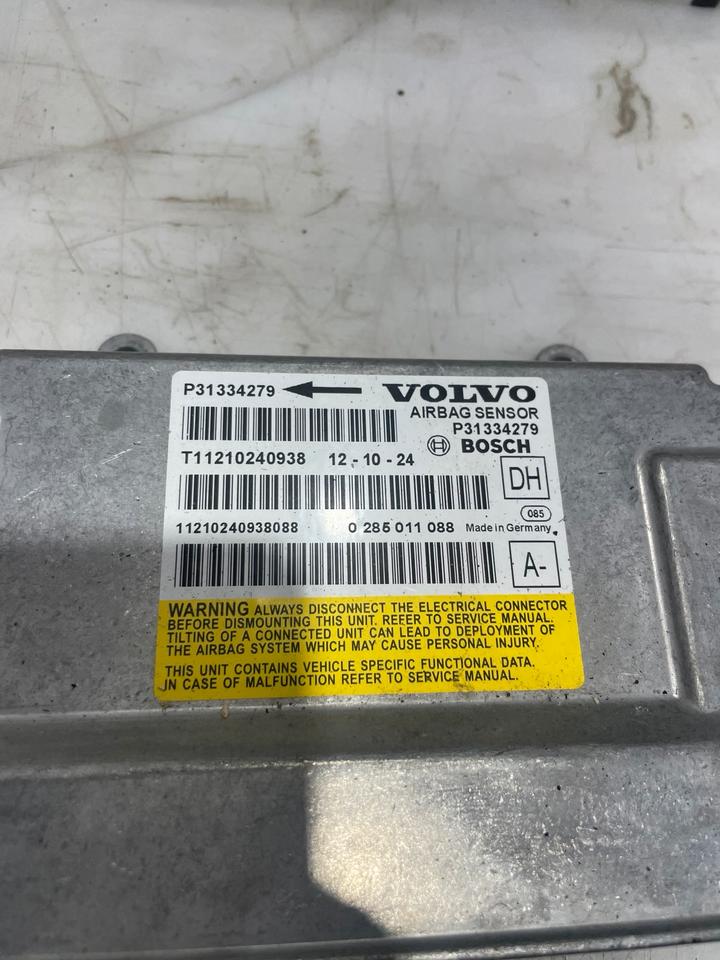 P31334279 VOLVO
AIRBAG SENSOR
P31334279
BOSCH
T11210240938 12-10-24
DH
085
11210240938088 0 285 011 088 Made in Germany
A-
WARNING ALWAYS DISCONNECT THE ELECTRICAL CONNECTOR
BEFORE DISMOUNTING THIS UNIT. REFER TO SERVICE MANUAL.
TILTING OF A CONNECTED UNIT CAN LEAD TO DEPLOYMENT OF
THE AIRBAG SYSTEM WHICH MAY CAUSE PERSONAL INJURY.
THIS UNIT CONTAINS VEHICLE SPECIFIC FUNCTIONAL DATA.
IN CASE OF MALFUNCTION REFER TO SERVICE MANUAL.